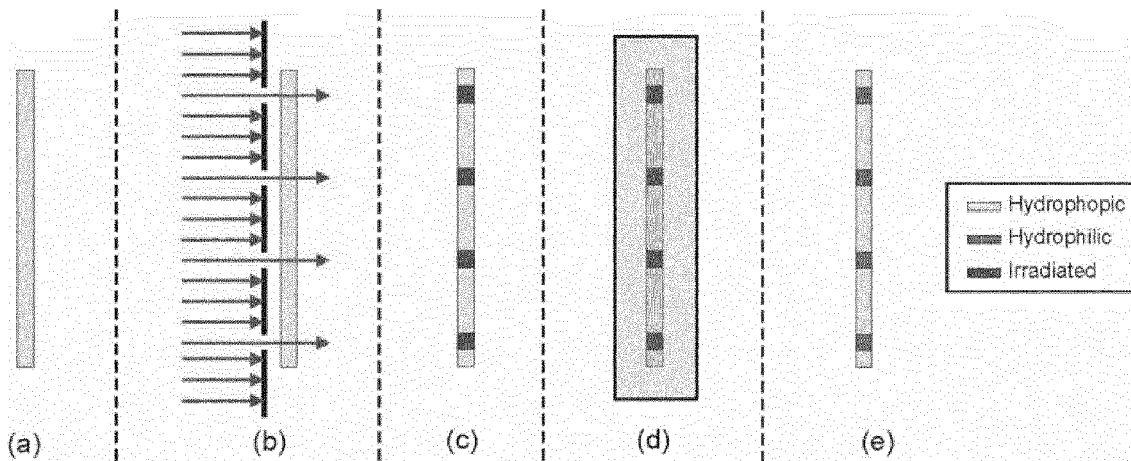 Hydrophopic
Hydrophilic
Irradiated
(a)
(b)
(c)
(d)
(e)